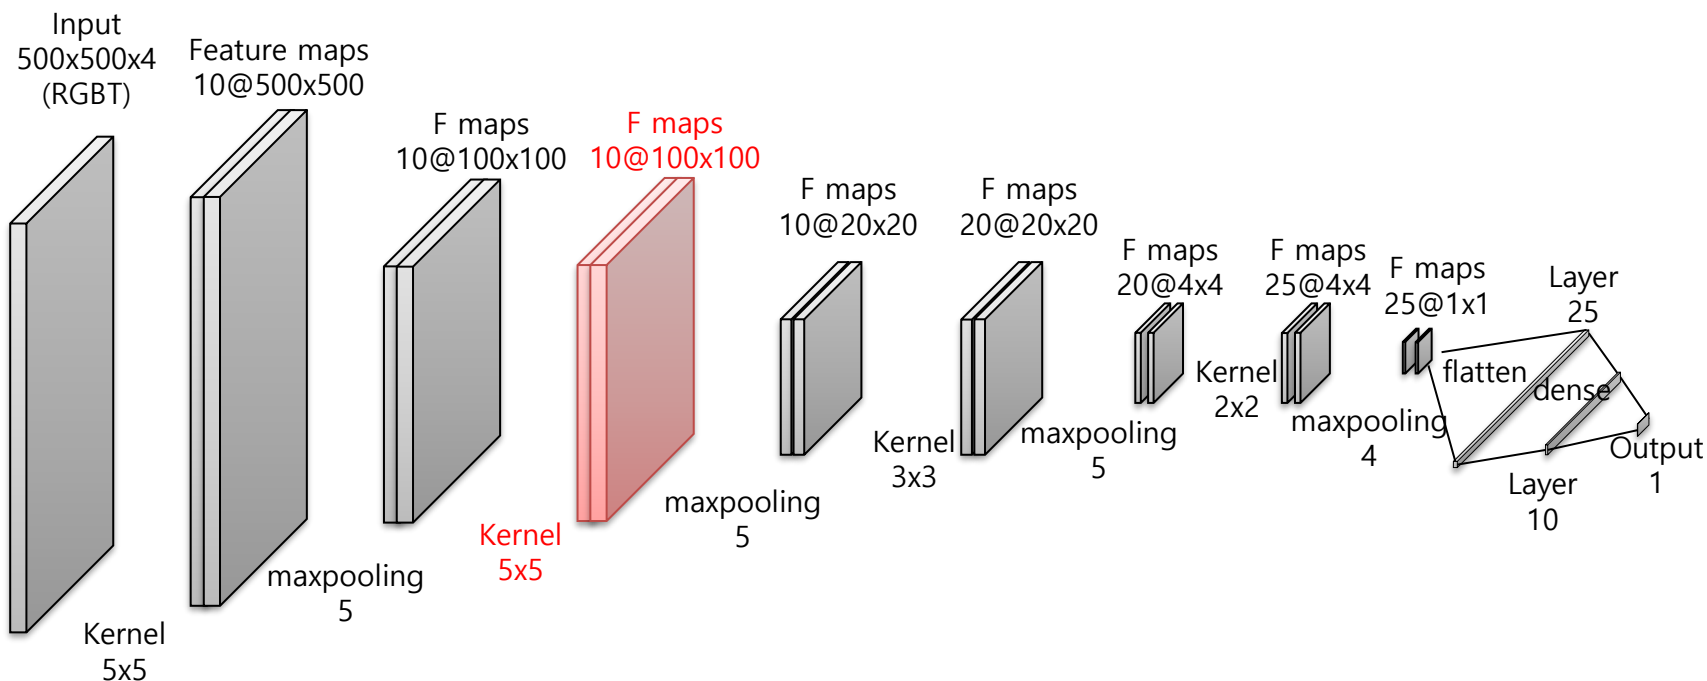 Input
500x500x4
(RGBT)
Feature maps
10@500x500
F maps
10@100x100
F maps
10@100x100
F maps
10@20x20
F maps
20@20x20
F maps
20@4x4
F maps
25@4x4
F maps
25@1x1
Layer
25
Kernel
5x5
maxpooling
5
Kernel
5x5
maxpooling
5
Kernel
3x3
maxpooling
5
Kernel
2x2
maxpooling
4
flatten
dense
Layer
10
Output
1